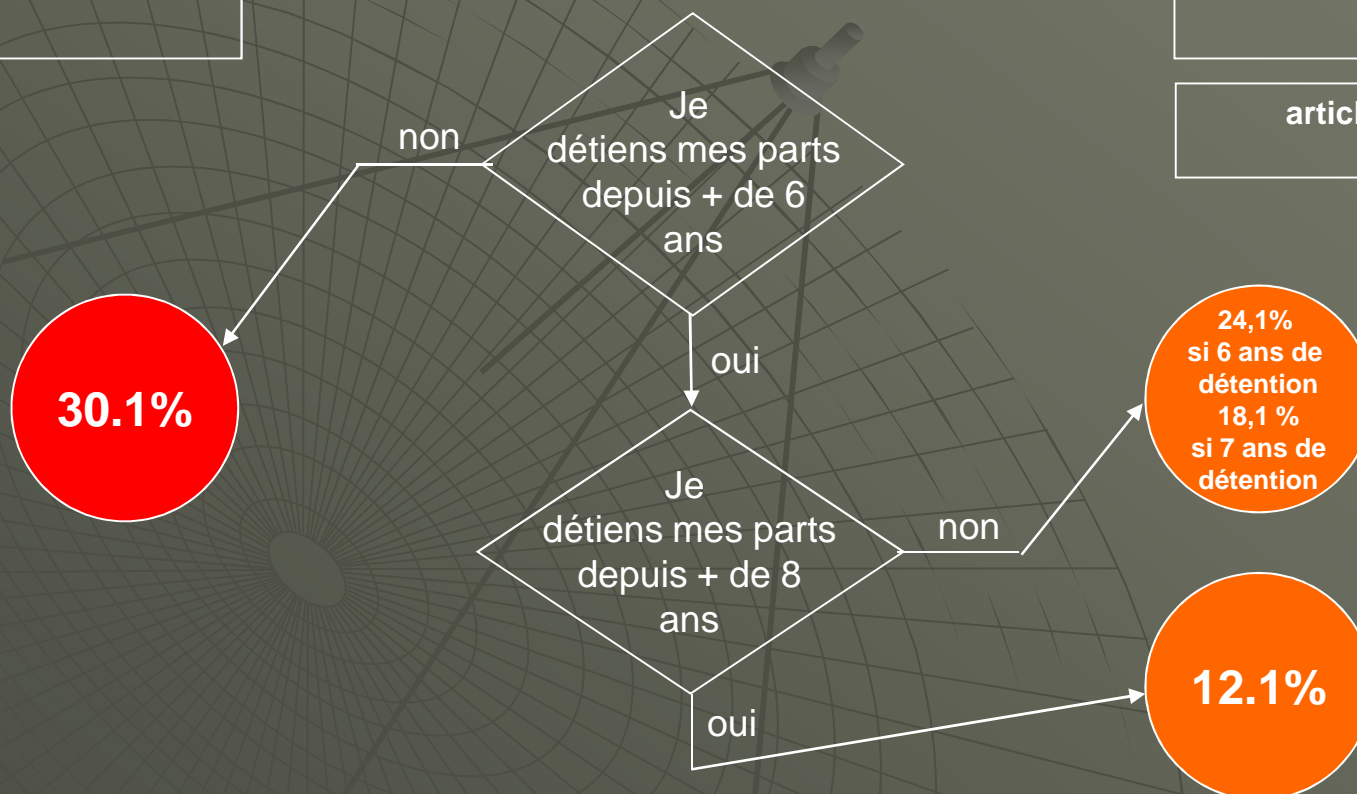 Je
détiens mes parts
depuis + de 6
ans
non
oui
30.1%
Je
détiens mes parts
depuis + de 8
ans
non
oui
24,1%
si 6 ans de
détention
18,1 %
si 7 ans de
détention
12.1%